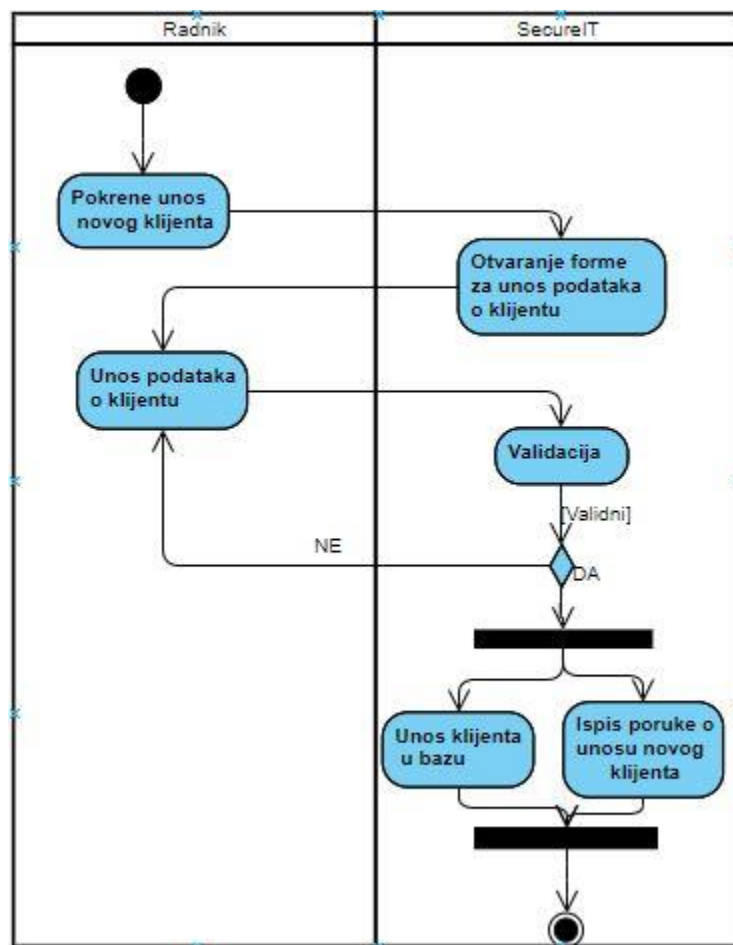 Radnik
SecureIT
Pokrene unos
novog klijenta
Otvaranje forme
za unos podataka
o klijentu
Unos podataka
o klijentu
Validacija
[Validni]
NE
DA
Unos klijenta
u bazu
Ispis poruke o
unosu novog
klijenta